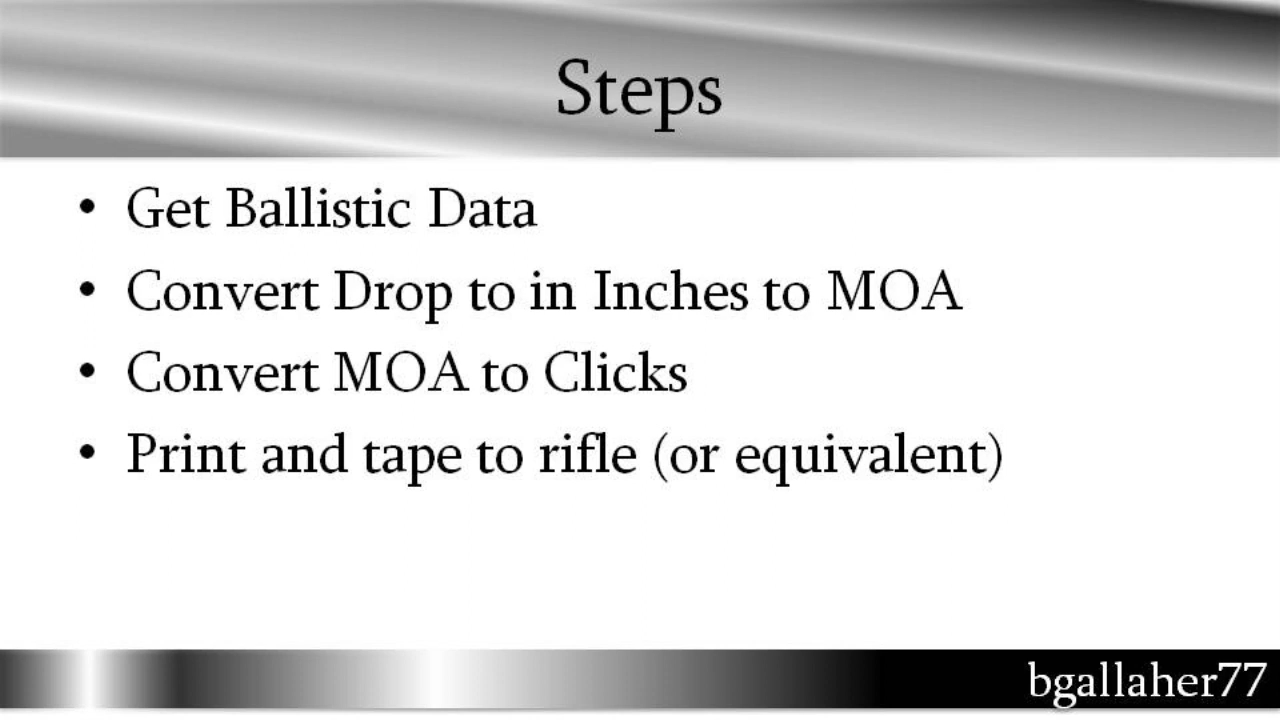 Steps
• Get Ballistic Data
• Convert Drop to in Inches to MOA
• Convert MOA to Clicks
• Print and tape to rifle (or equivalent)
bgallaher77